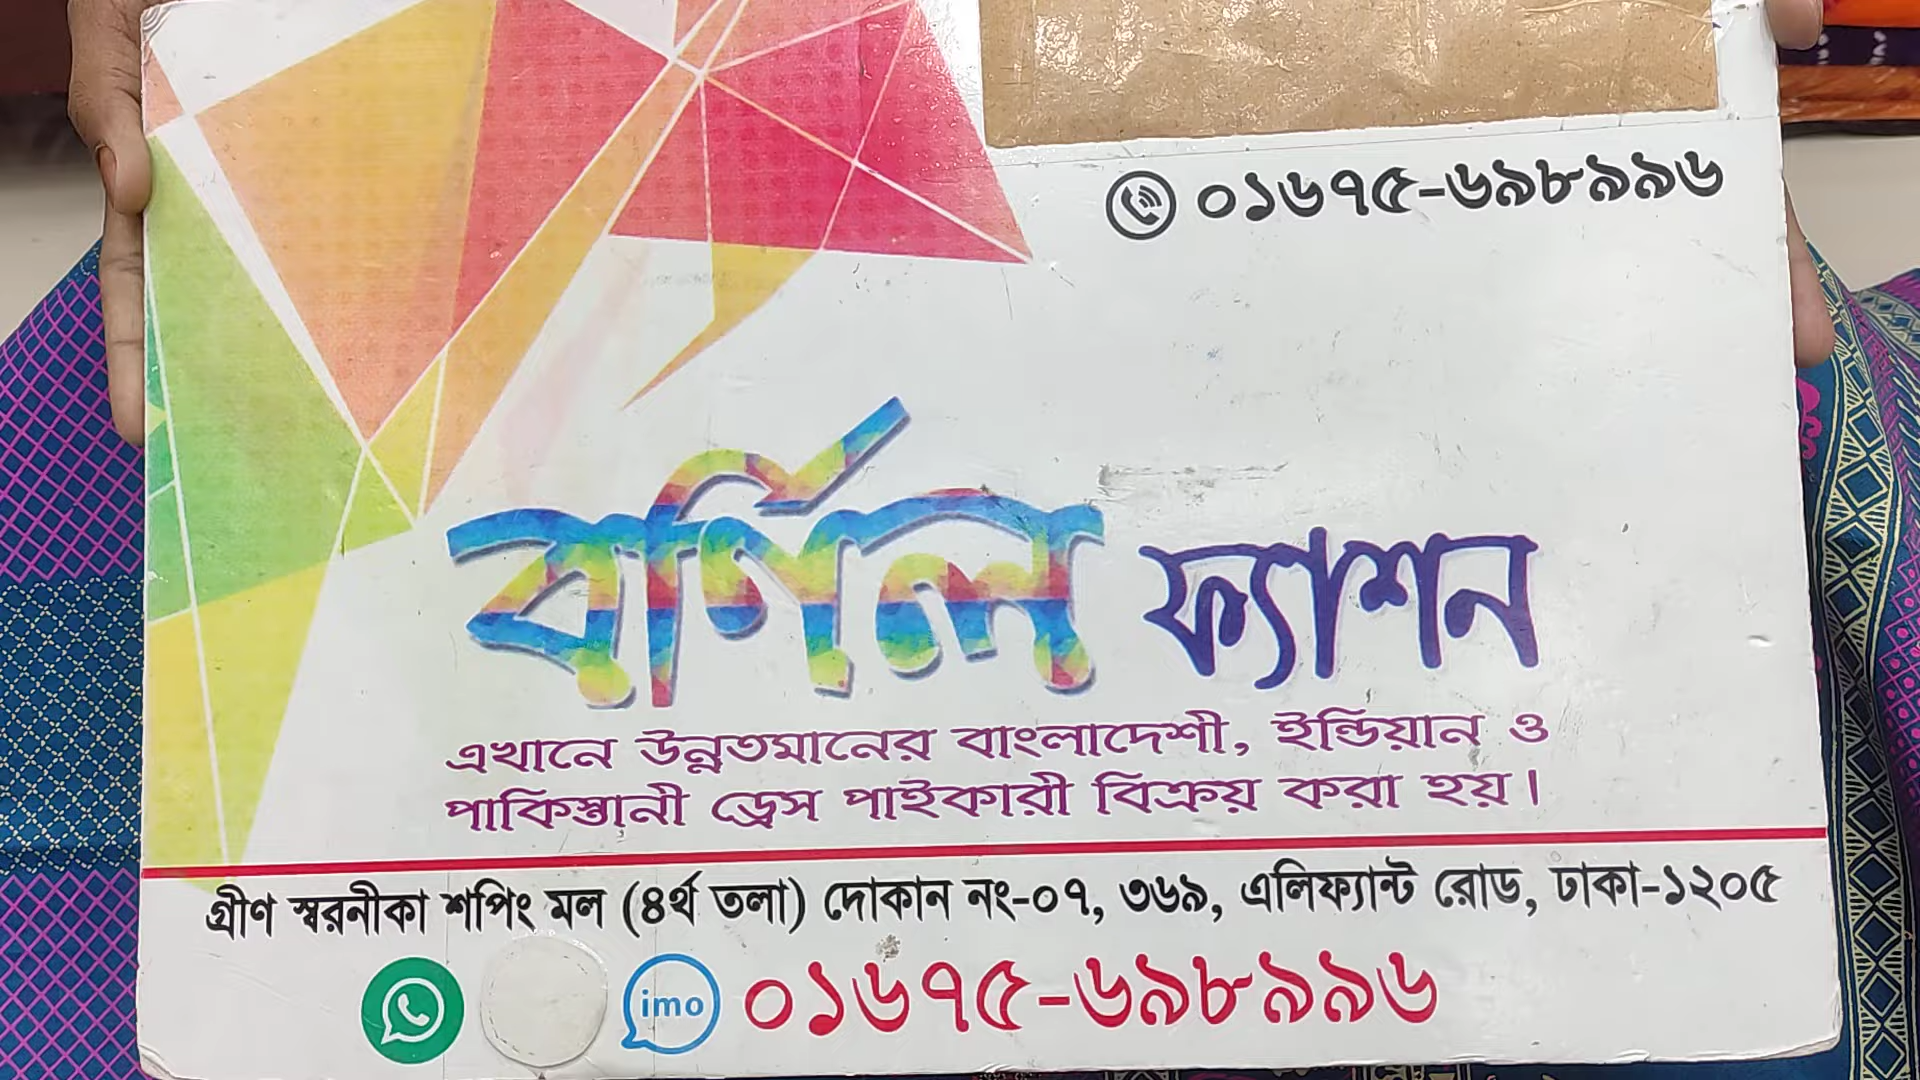 ০১৬৭৫-৬৯৮৯৯৬
বর্ণিল ফ্যাশন
এখানে উন্নতমানের বাংলাদেশী, ইন্ডিয়ান ও
পাকিস্তানী ড্রেস পাইকারী বিক্রয় করা হয়।
গ্রীণ স্বরনীকা শপিং মল (৪র্থ তলা) দোকান নং-০৭, ৩৬৯, এলিফ্যান্ট রোড, ঢাকা-১২০৫
imo ০১৬৭৫-৬৯৮৯৯৬